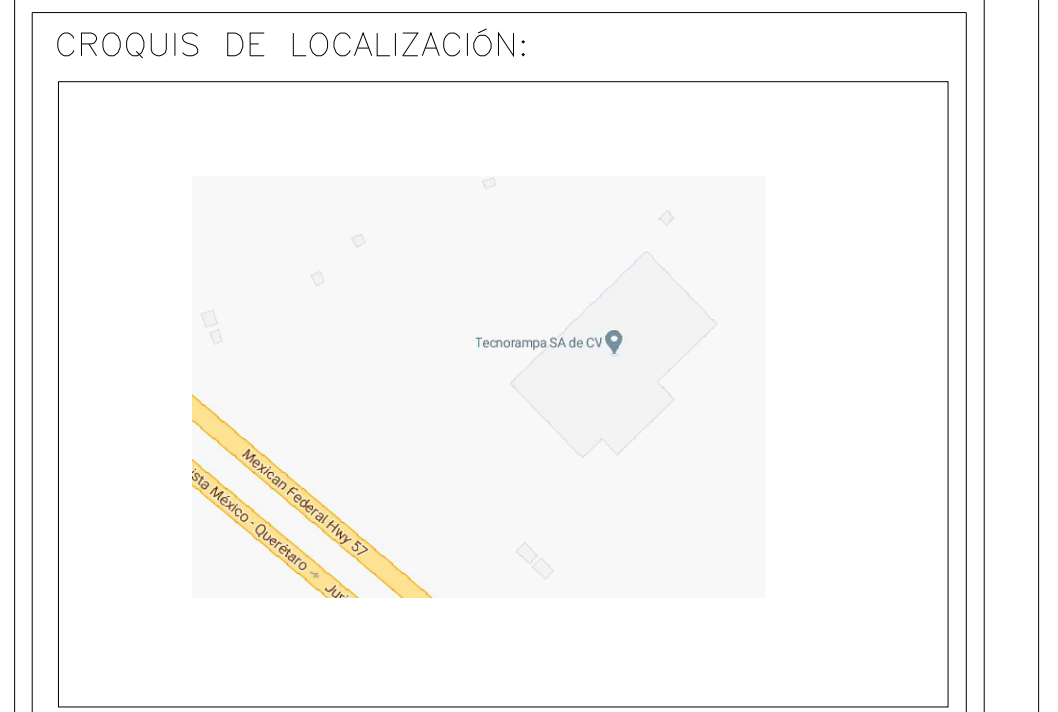 CROQUIS DE LOCALIZACIÓN:
Tecnorampa SA de CV
Mexican Federal Hwy 57
ista México - Querétaro